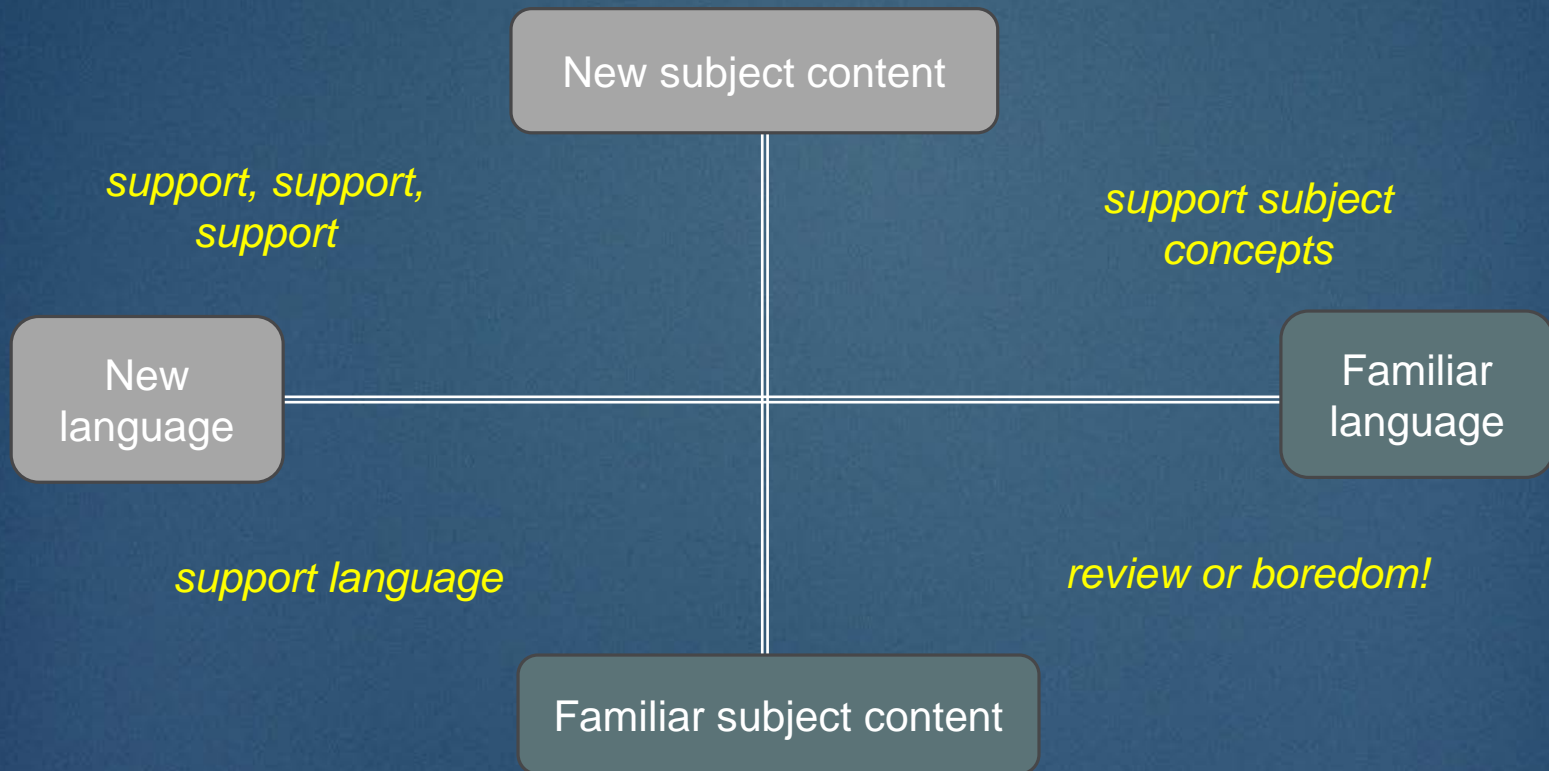 New subject content
support, support,
support
support subject
concepts
New
language
Familiar
language
support language
review or boredom!
Familiar subject content